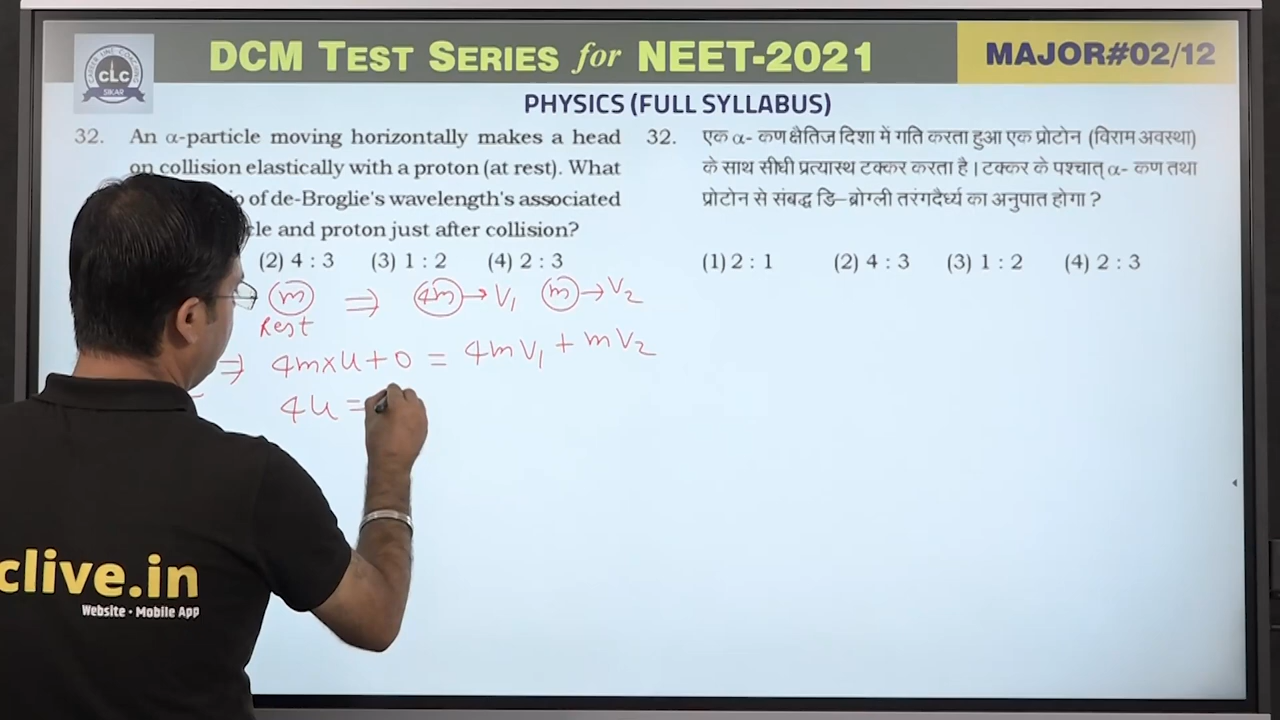 DCM TEST SERIES for NEET-2021
MAJOR#02/12
CAREER LINE COACHING
CLC
SIKAR
PHYSICS (FULL SYLLABUS)
32. An α-particle moving horizontally makes a head
on collision elastically with a proton (at rest). What
of de-Broglie's wavelength's associated
and proton just after collision?
(2) 4 : 3 (3) 1 : 2 (4) 2 : 3
m ⇒ 4m → V₁ m → V₂
Rest
⇒ 4m×u + 0 = 4mV₁ + mV₂
4u =
32. एक α- कण क्षैतिज दिशा में गति करता हुआ एक प्रोटोन (विराम अवस्था)
के साथ सीधी प्रत्यास्थ टक्कर करता है। टक्कर के पश्चात् α- कण तथा
प्रोटोन से संबद्ध डि–ब्रोग्ली तरंगदैर्ध्य का अनुपात होगा ?
(1) 2 : 1 (2) 4 : 3 (3) 1 : 2 (4) 2 : 3
clive.in
Website • Mobile App